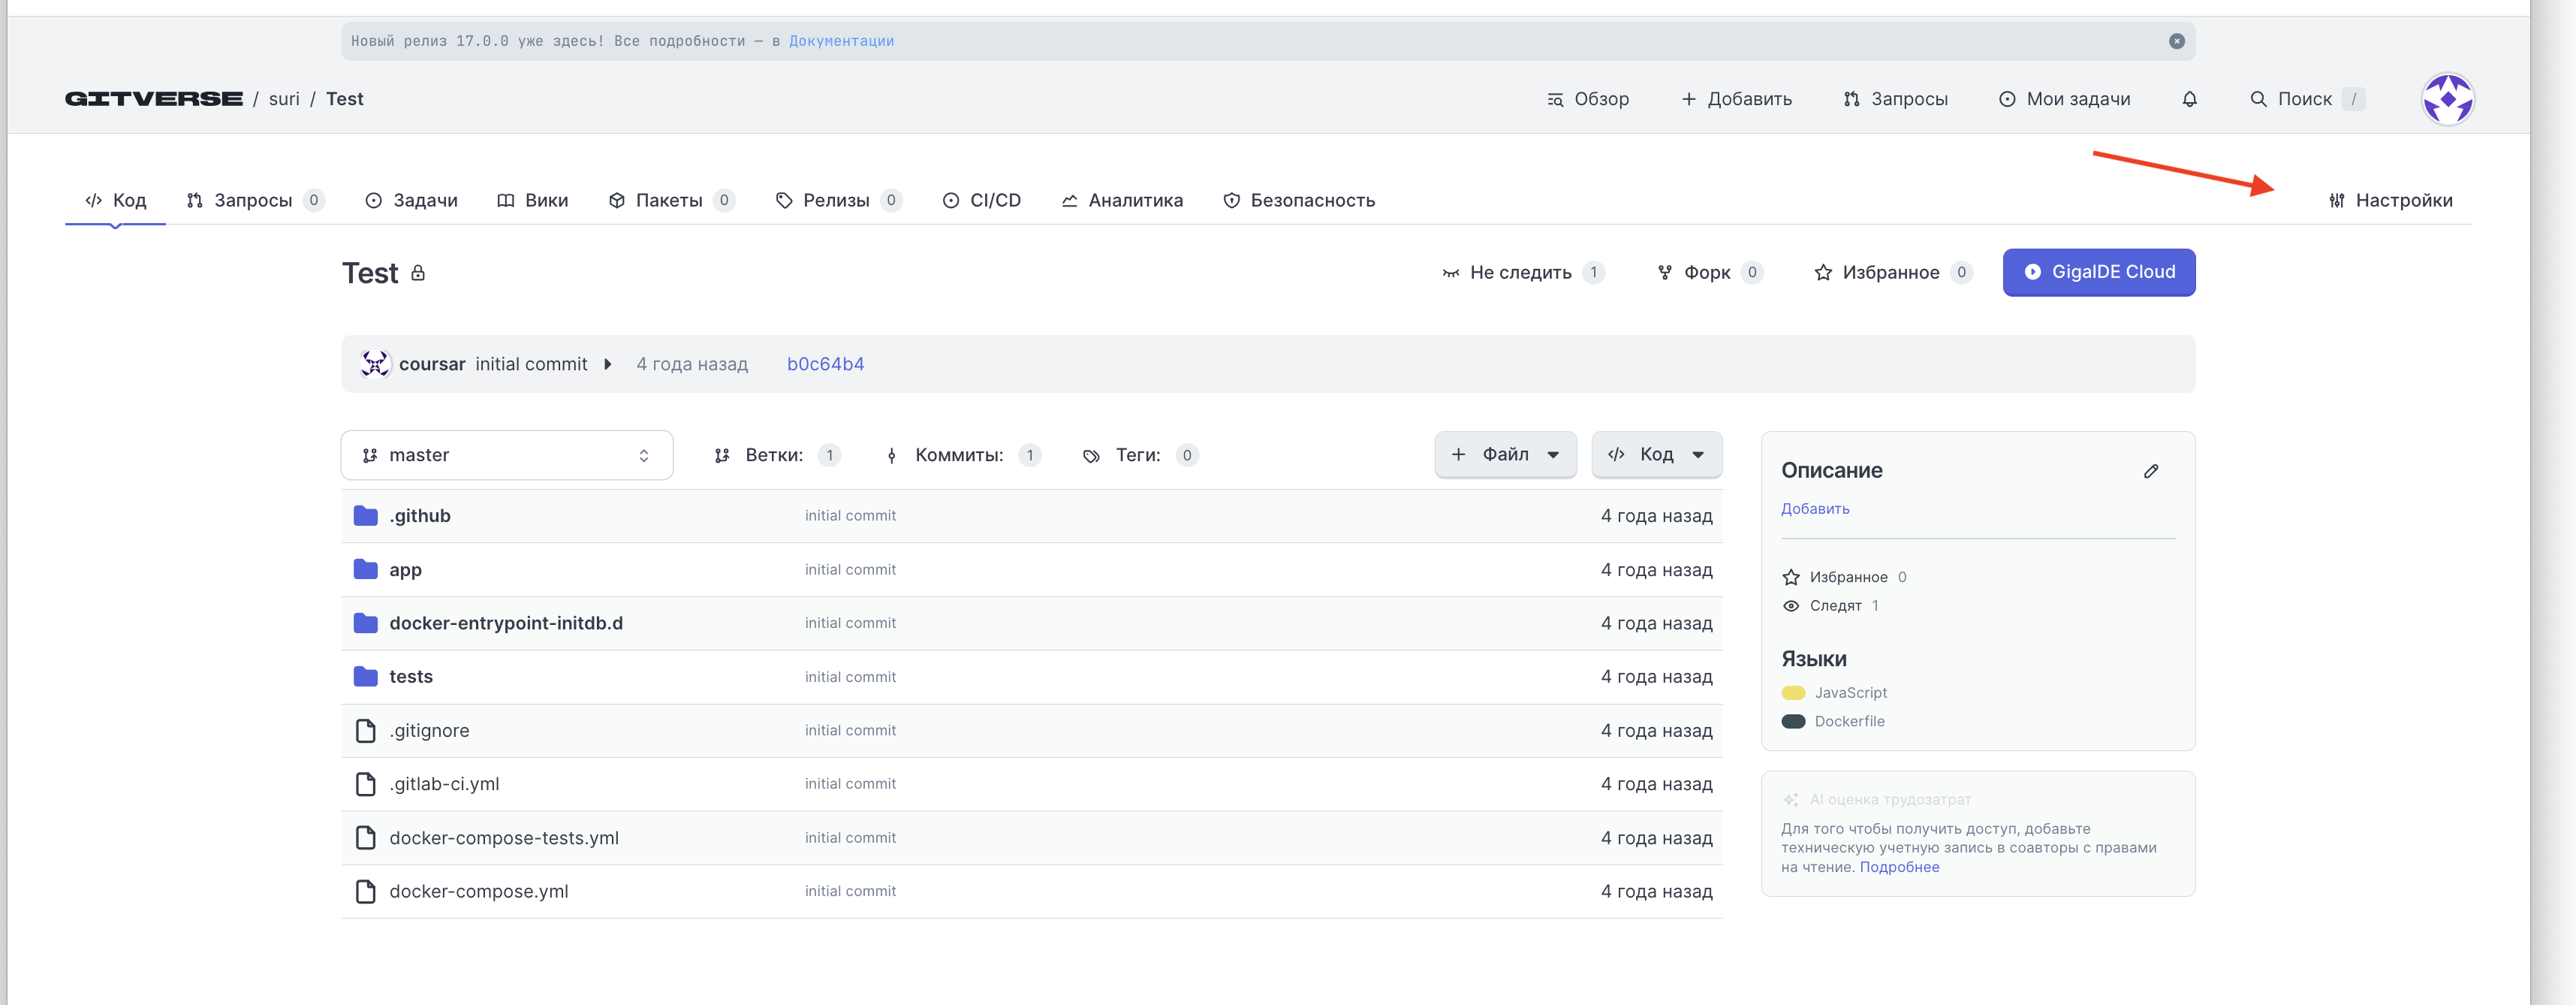 Новый релиз 17.0.0 уже здесь! Все подробности — в Документации
GITVERSE / suri / Test
Обзор
Добавить
Запросы
Мои задачи
Поиск /
Код
Запросы 0
Задачи
Вики
Пакеты 0
Релизы 0
CI/CD
Аналитика
Безопасность
Настройки
Test
Не следить 1
Форк 0
Избранное 0
GigaIDE Cloud
coursar initial commit 4 года назад b0c64b4
master
Ветки: 1
Коммиты: 1
Теги: 0
+ Файл
Код
.github initial commit 4 года назад
app initial commit 4 года назад
docker-entrypoint-initdb.d initial commit 4 года назад
tests initial commit 4 года назад
.gitignore initial commit 4 года назад
.gitlab-ci.yml initial commit 4 года назад
docker-compose-tests.yml initial commit 4 года назад
docker-compose.yml initial commit 4 года назад
Описание
Добавить
Избранное 0
Следят 1
Языки
JavaScript
Dockerfile
AI оценка трудозатрат
Для того чтобы получить доступ, добавьте
техническую учетную запись в соавторы с правами
на чтение. Подробнее